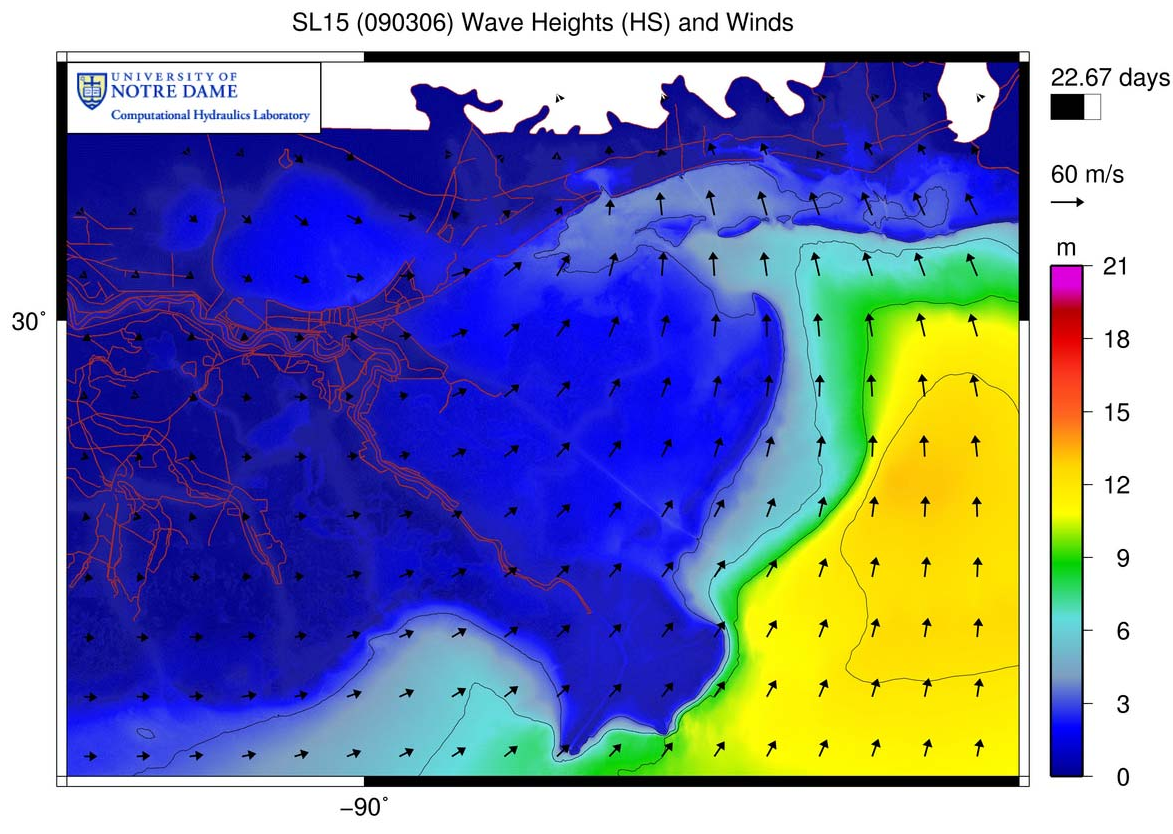 SL15 (090306) Wave Heights (HS) and Winds
UNIVERSITY OF
NOTRE DAME
Computational Hydraulics Laboratory
22.67 days
60 m/s
m
21
18
15
12
9
6
3
0
30°
−90°